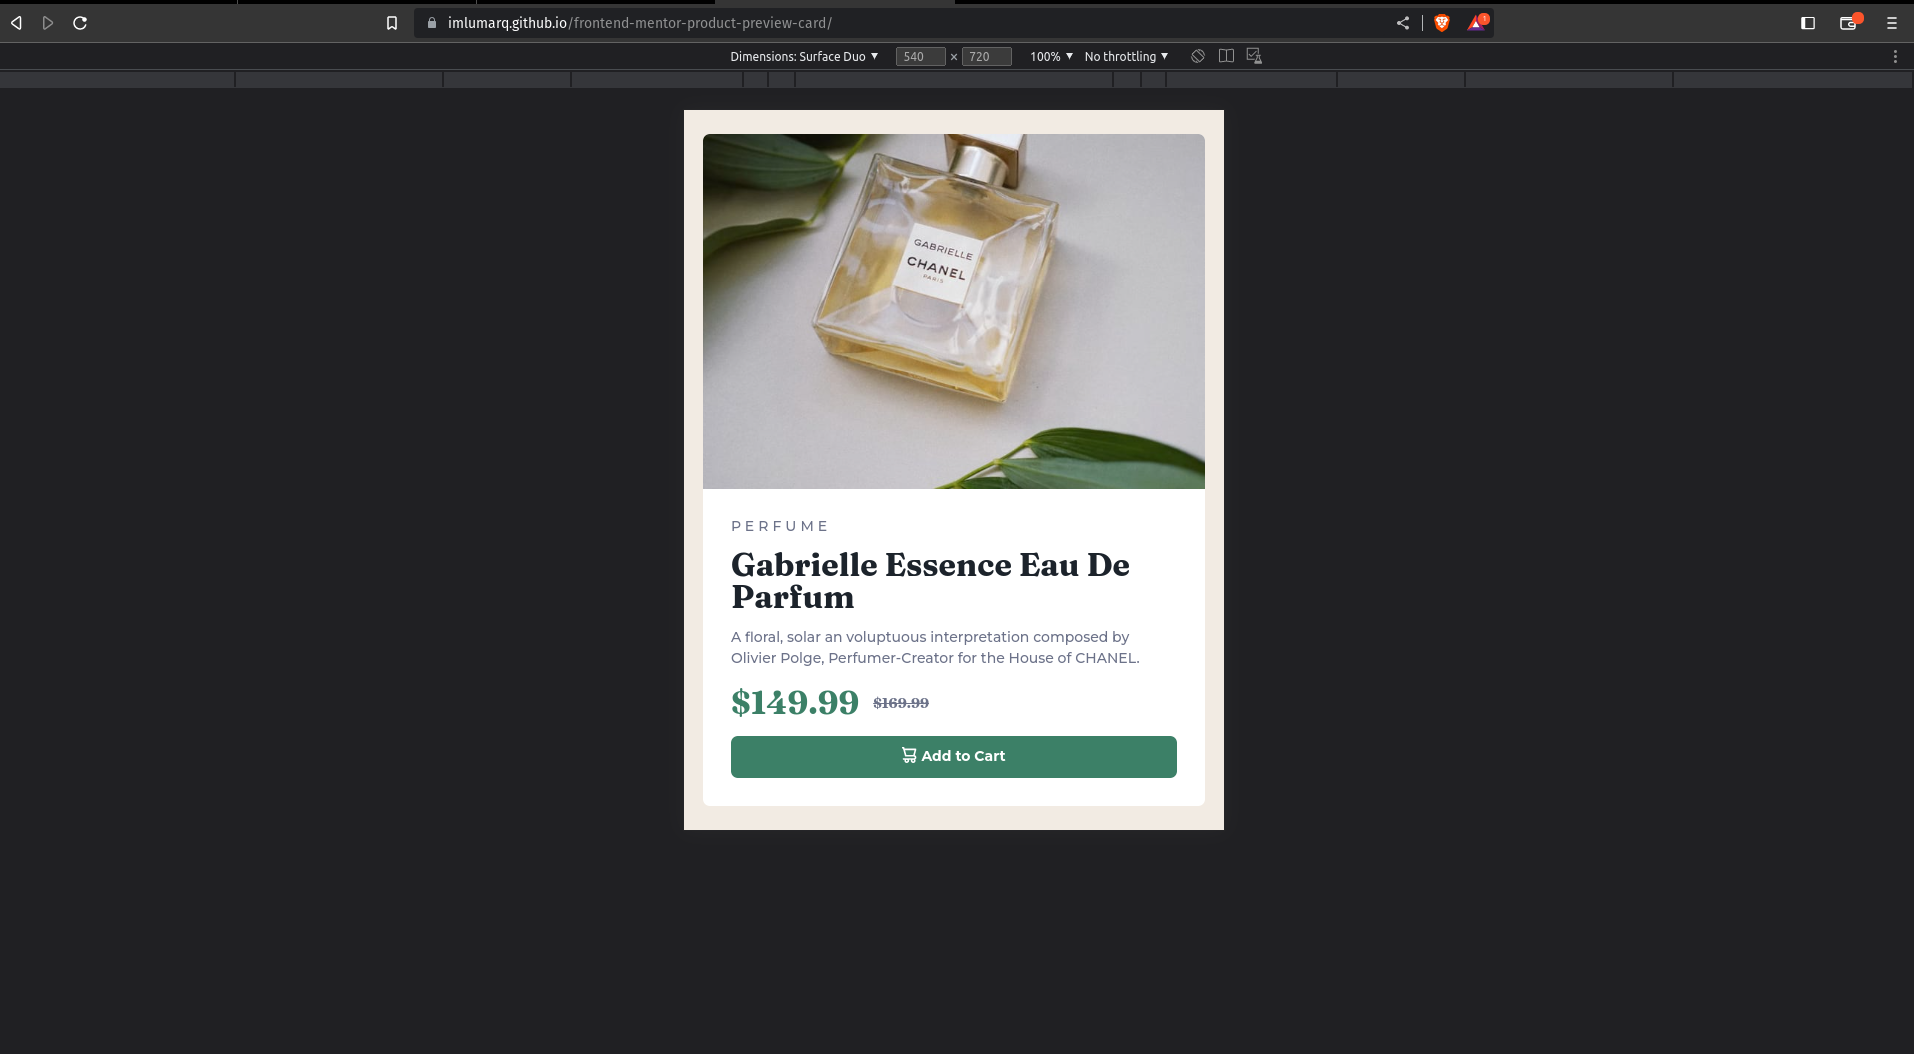 imlumarq.github.io/frontend-mentor-product-preview-card/
1
Dimensions: Surface Duo ▼ 540 × 720 100% ▼ No throttling ▼
GABRIELLE
CHANEL
PARIS
PERFUME
Gabrielle Essence Eau De
Parfum
A floral, solar an voluptuous interpretation composed by
Olivier Polge, Perfumer-Creator for the House of CHANEL.
$149.99 $169.99
Add to Cart